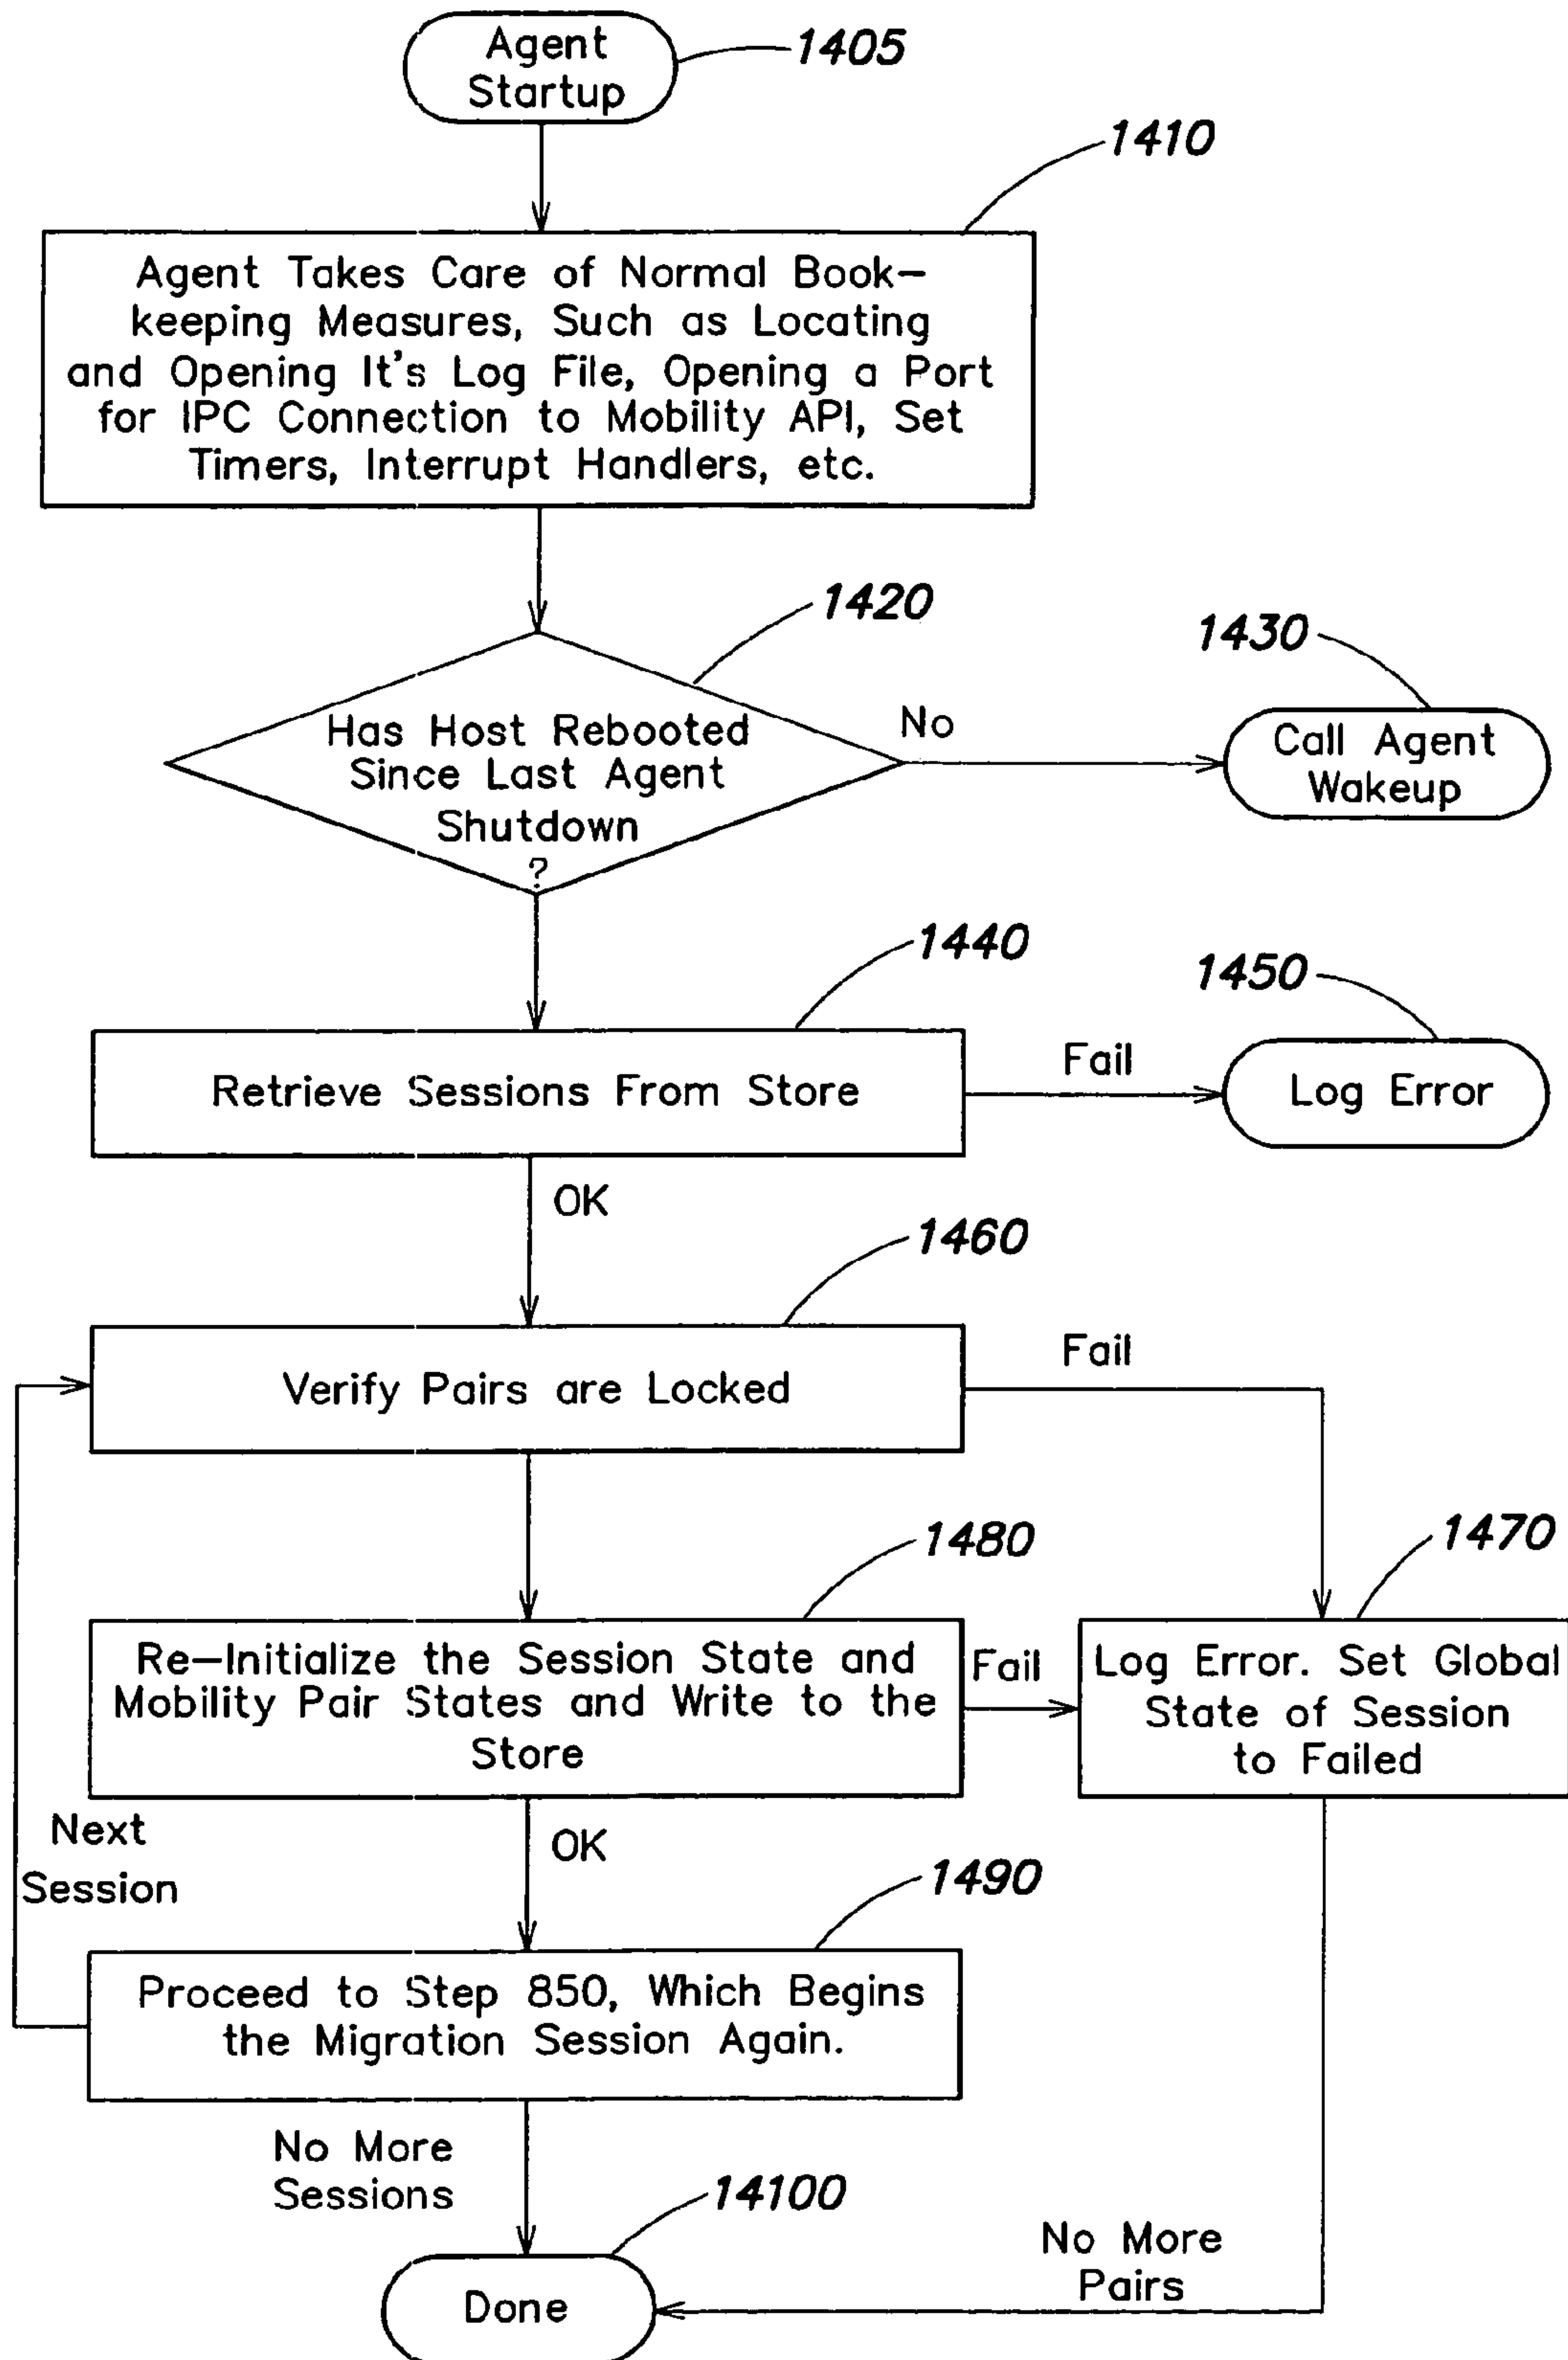 Agent
Startup
1405
1410
Agent Takes Care of Normal Book-
keeping Measures, Such as Locating
and Opening It's Log File, Opening a Port
for IPC Connection to Mobility API, Set
Timers, Interrupt Handlers, etc.
1420
1430
Has Host Rebooted
Since Last Agent
Shutdown
?
No
Call Agent
Wakeup
1440
1450
Retrieve Sessions From Store
Fail
Log Error
OK
1460
Verify Pairs are Locked
Fail
1480
1470
Re-Initialize the Session State and
Mobility Pair States and Write to the
Store
Fail
Log Error. Set Global
State of Session
to Failed
Next
Session
OK
1490
Proceed to Step 850, Which Begins
the Migration Session Again.
No More
Sessions
14100
No More
Pairs
Done